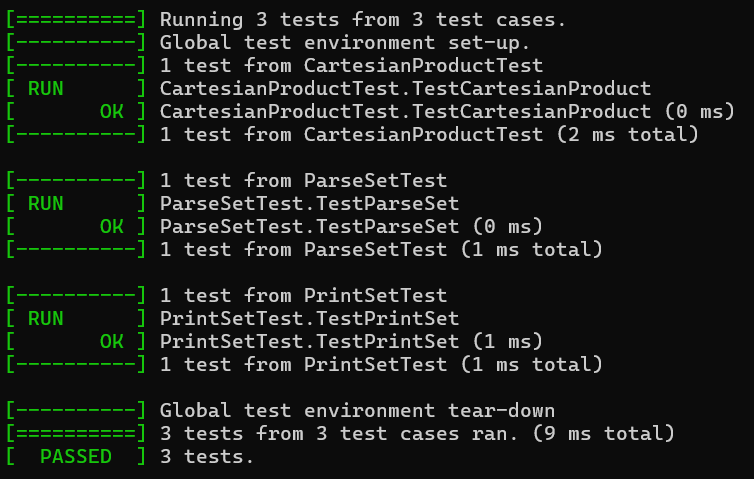 [==========] Running 3 tests from 3 test cases.
[----------] Global test environment set-up.
[----------] 1 test from CartesianProductTest
[ RUN      ] CartesianProductTest.TestCartesianProduct
[       OK ] CartesianProductTest.TestCartesianProduct (0 ms)
[----------] 1 test from CartesianProductTest (2 ms total)

[----------] 1 test from ParseSetTest
[ RUN      ] ParseSetTest.TestParseSet
[       OK ] ParseSetTest.TestParseSet (0 ms)
[----------] 1 test from ParseSetTest (1 ms total)

[----------] 1 test from PrintSetTest
[ RUN      ] PrintSetTest.TestPrintSet
[       OK ] PrintSetTest.TestPrintSet (1 ms)
[----------] 1 test from PrintSetTest (1 ms total)

[----------] Global test environment tear-down
[==========] 3 tests from 3 test cases ran. (9 ms total)
[  PASSED  ] 3 tests.